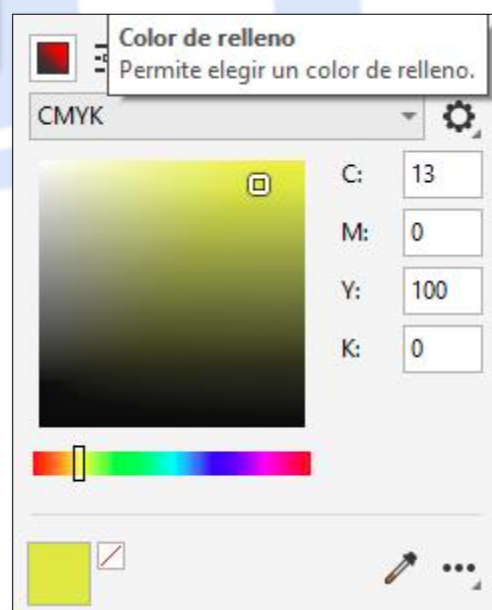 Color de relleno
Permite elegir un color de relleno.
CMYK
C: 13
M: 0
Y: 100
K: 0